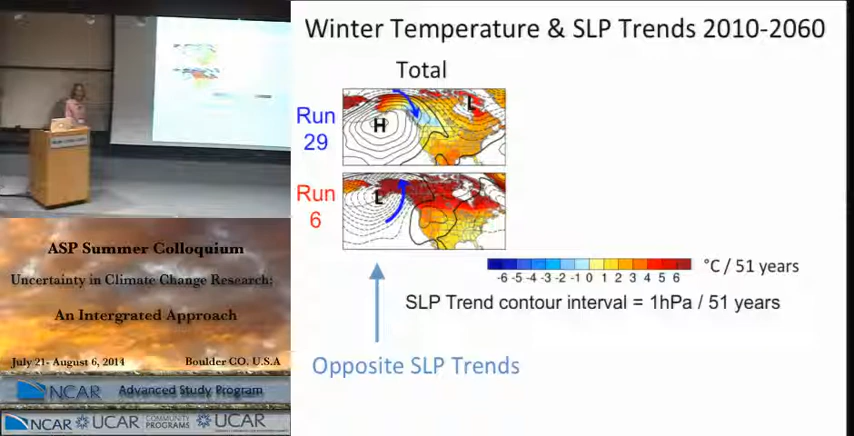 Winter Temperature & SLP Trends 2010-2060
Total
Run
29
H
L
Run
6
L
-6 -5 -4 -3 -2 -1 0 1 2 3 4 5 6
°C / 51 years
SLP Trend contour interval = 1hPa / 51 years
Opposite SLP Trends
ASP Summer Colloquium
Uncertainty in Climate Change Research:
An Intergrated Approach
July 21- August 6, 2014 Boulder CO. U.S.A
NCAR Advanced Study Program
NCAR UCAR COMMUNITY PROGRAMS UCAR